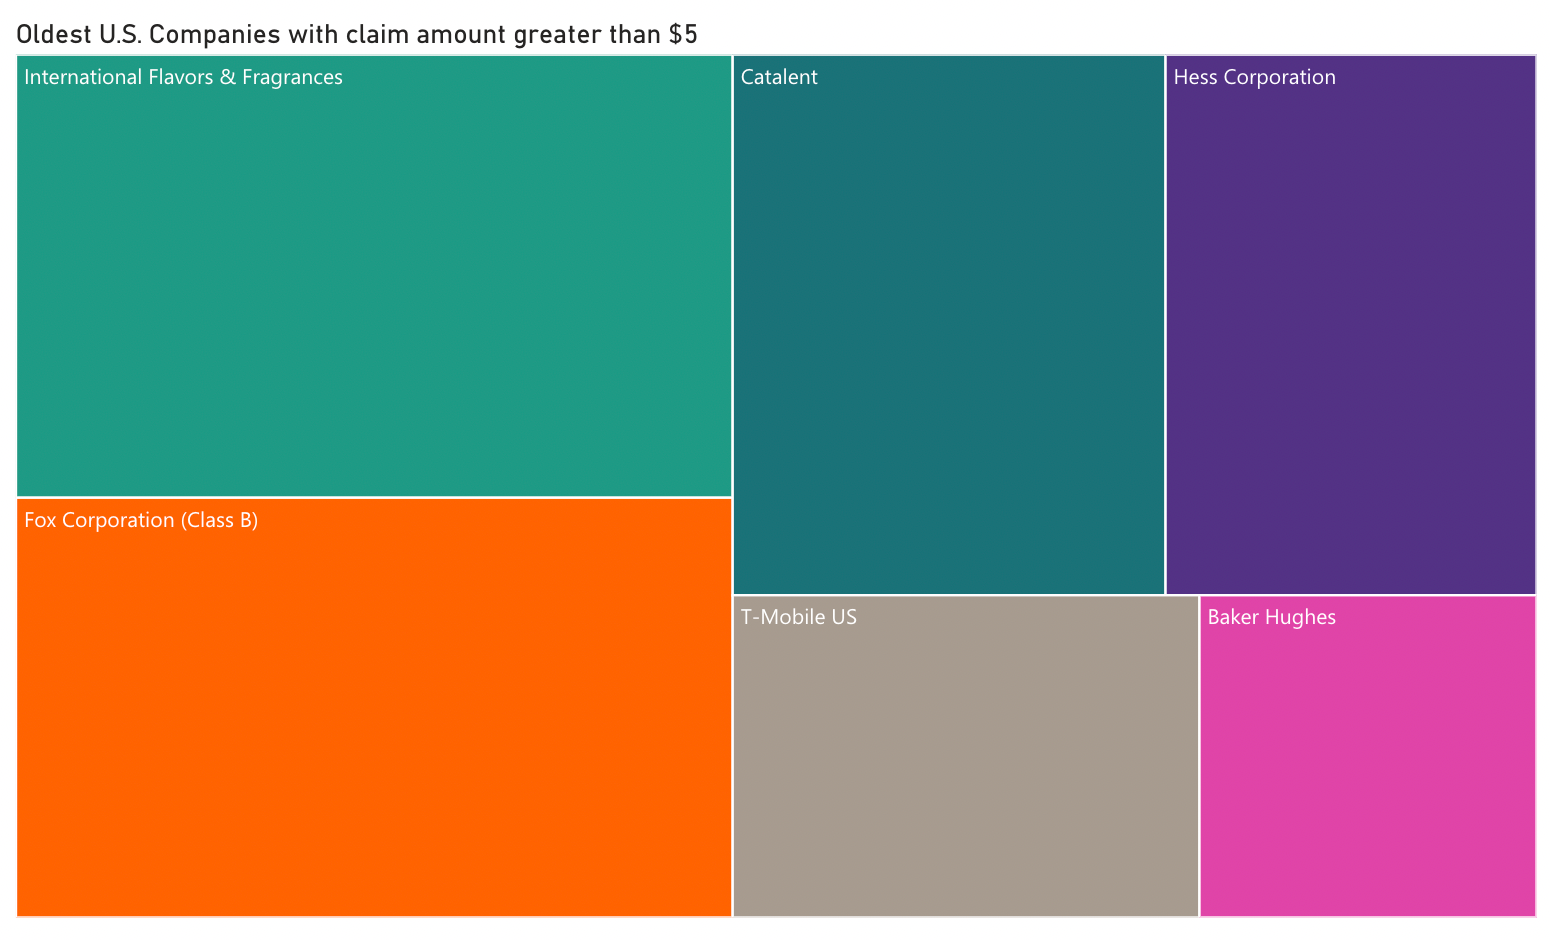 Oldest U.S. Companies with claim amount greater than $5
International Flavors & Fragrances
Catalent
Hess Corporation
Fox Corporation (Class B)
T-Mobile US
Baker Hughes